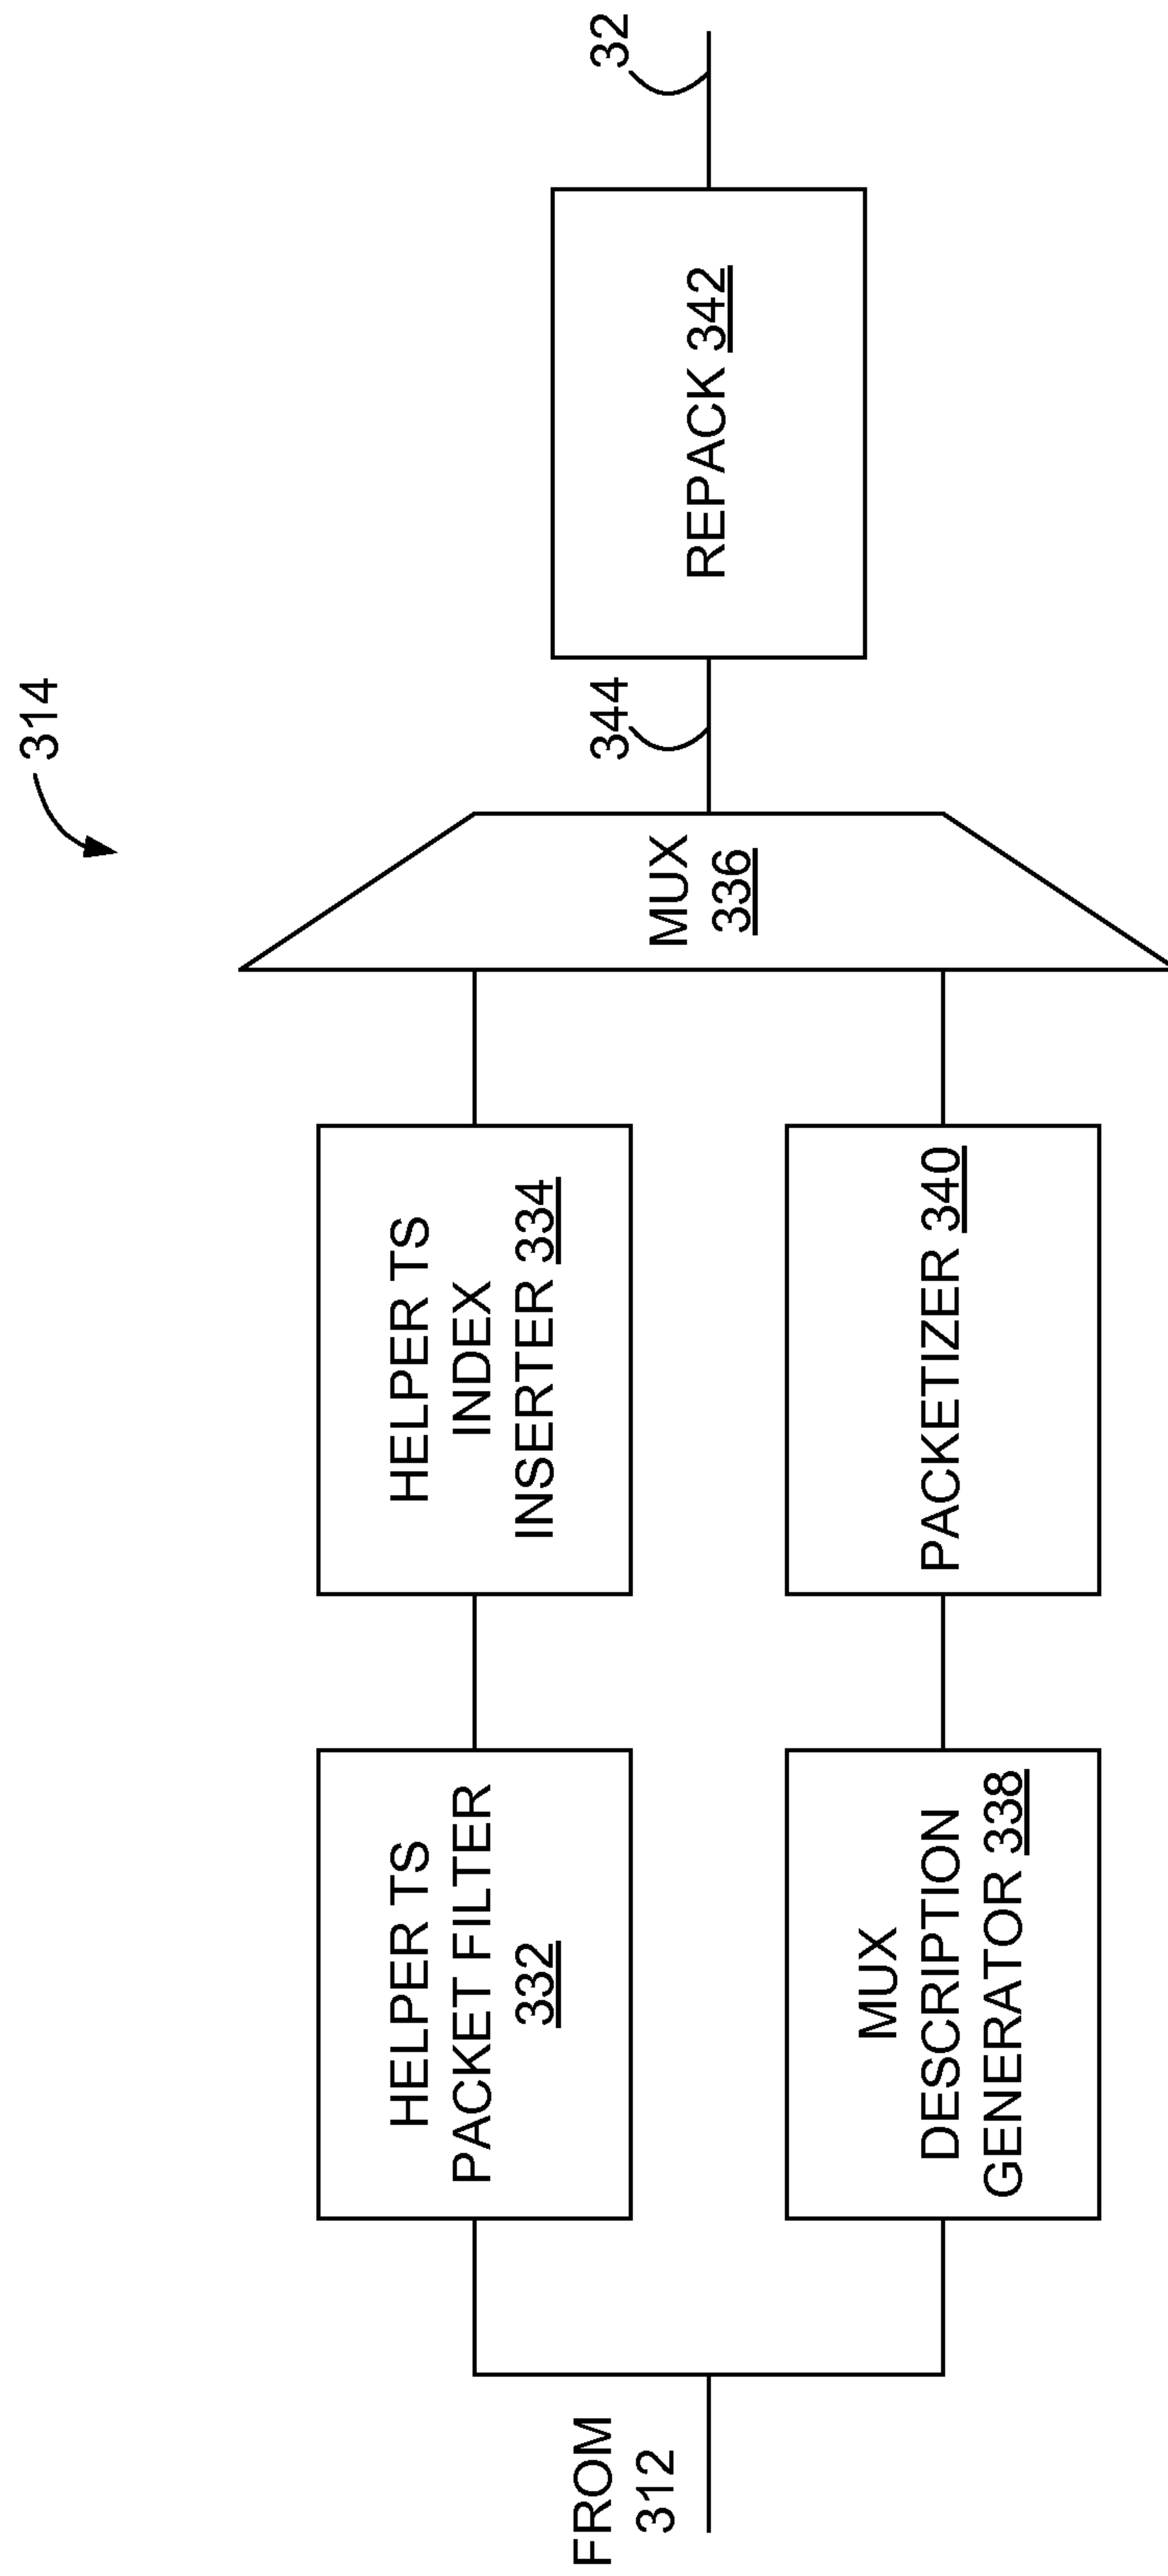 314
FROM
312
HELPER TS
PACKET FILTER
332
HELPER TS
INDEX
INSERTER 334
MUX
DESCRIPTION
GENERATOR 338
PACKETIZER 340
MUX
336
344
REPACK 342
32